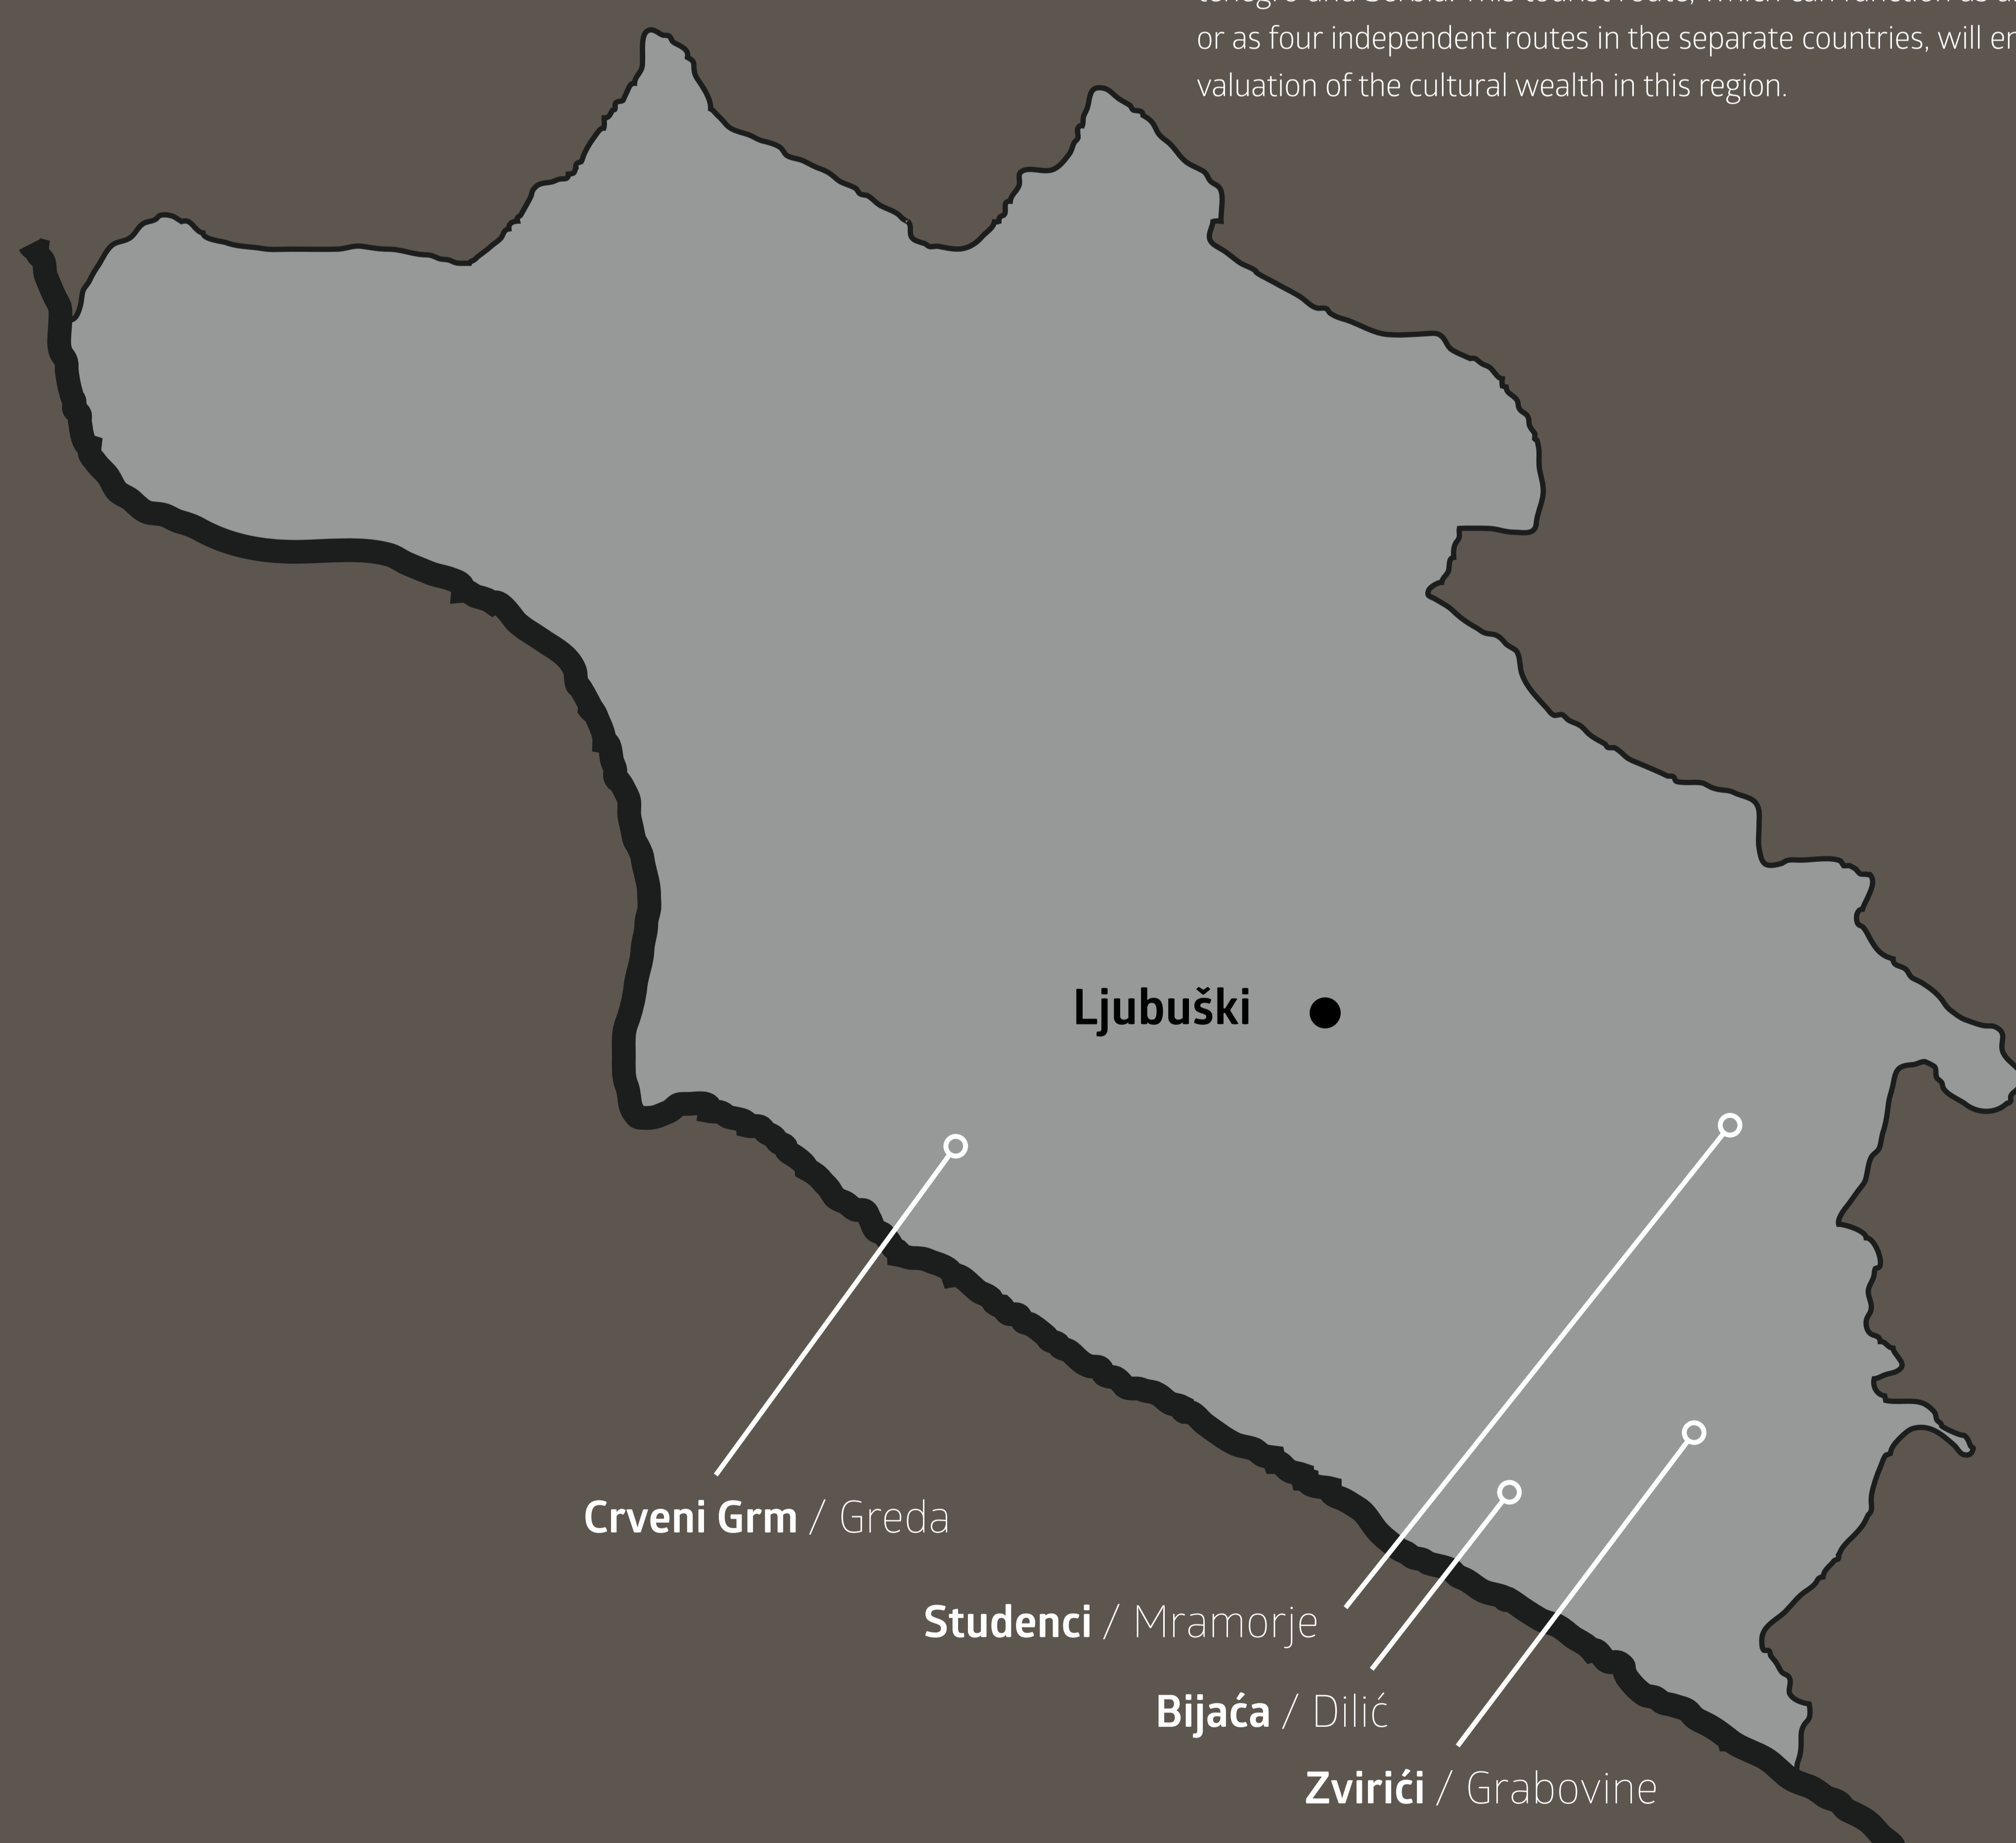 or as four independent routes in the separate countries, will
valuation of the cultural wealth in this region.
Ljubuški
Crveni Grm / Greda
Studenci / Mramorje
Bijaća / Dilić
Zvirići / Grabovine